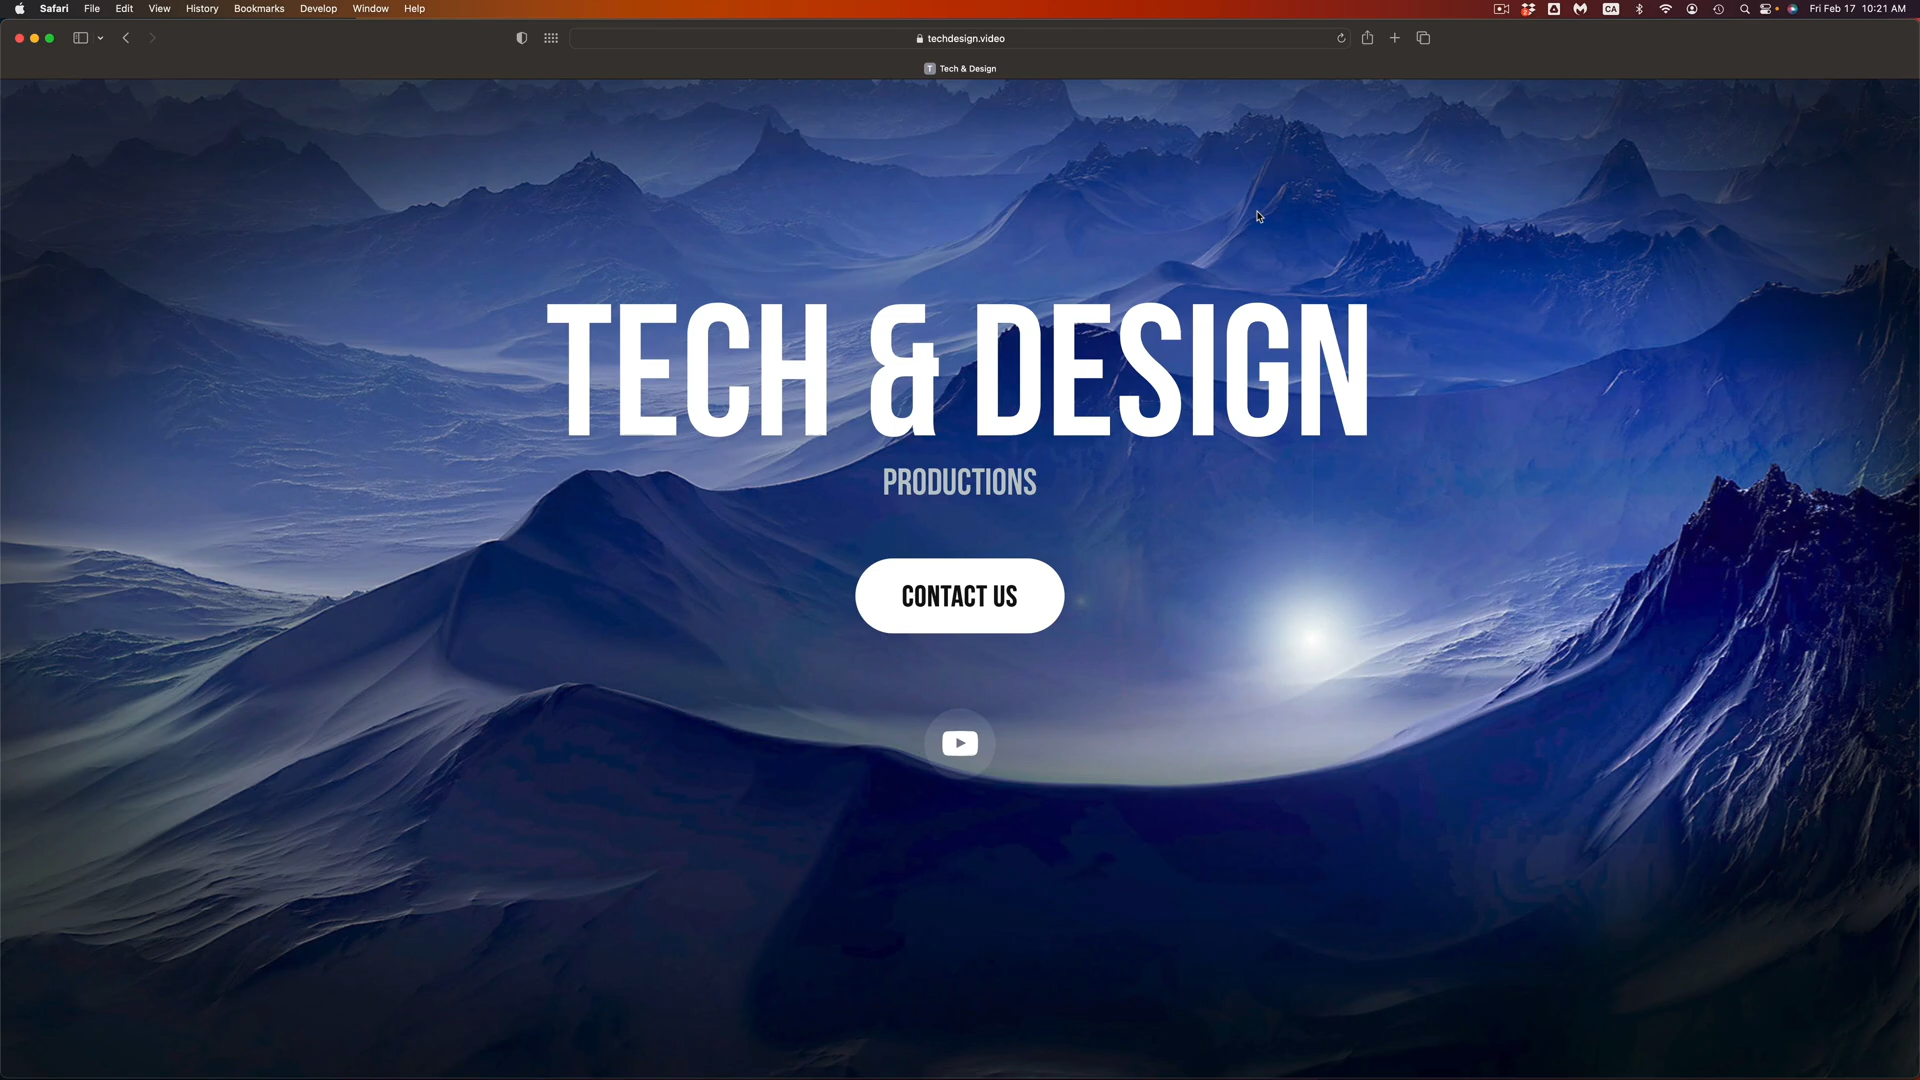 Safari File Edit View History Bookmarks Develop Window Help CA Fri Feb 17 10:21 AM
techdesign.video
T Tech & Design
TECH & DESIGN
PRODUCTIONS
CONTACT US